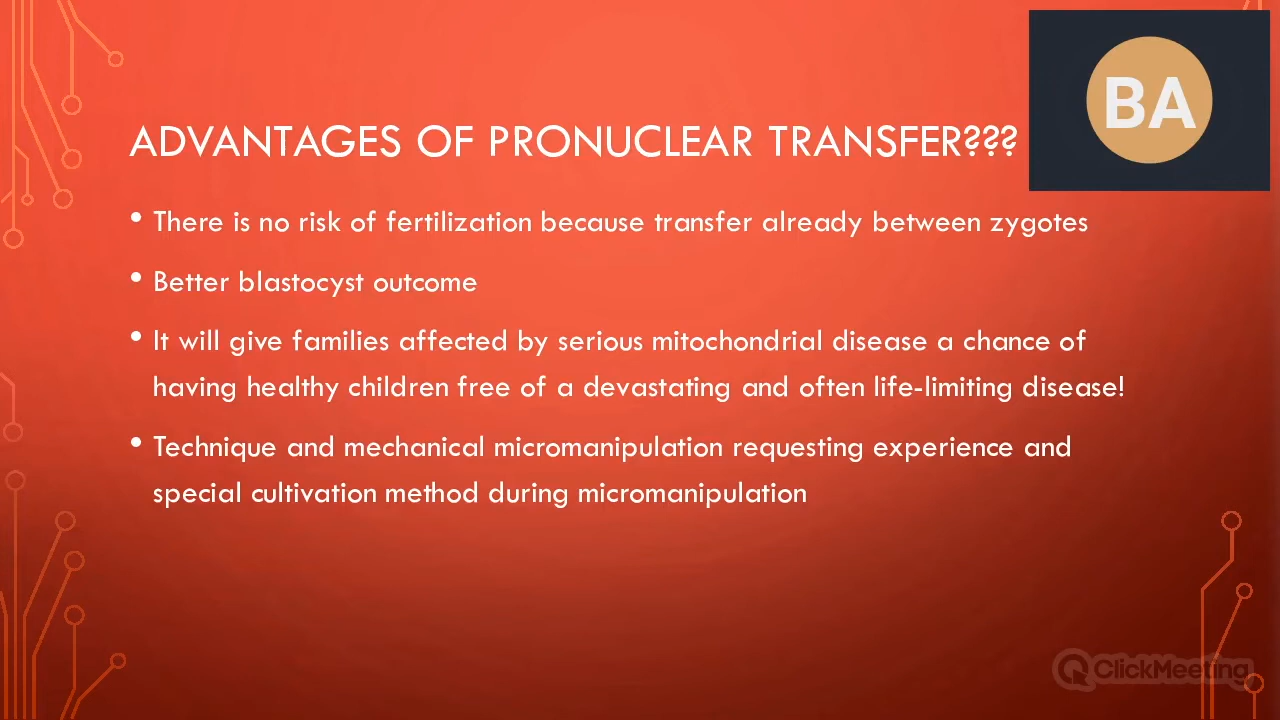 BA
ADVANTAGES OF PRONUCLEAR TRANSFER???
• There is no risk of fertilization because transfer already between zygotes
• Better blastocyst outcome
• It will give families affected by serious mitochondrial disease a chance of
having healthy children free of a devastating and often life-limiting disease!
• Technique and mechanical micromanipulation requesting experience and
special cultivation method during micromanipulation
ClickMeeting